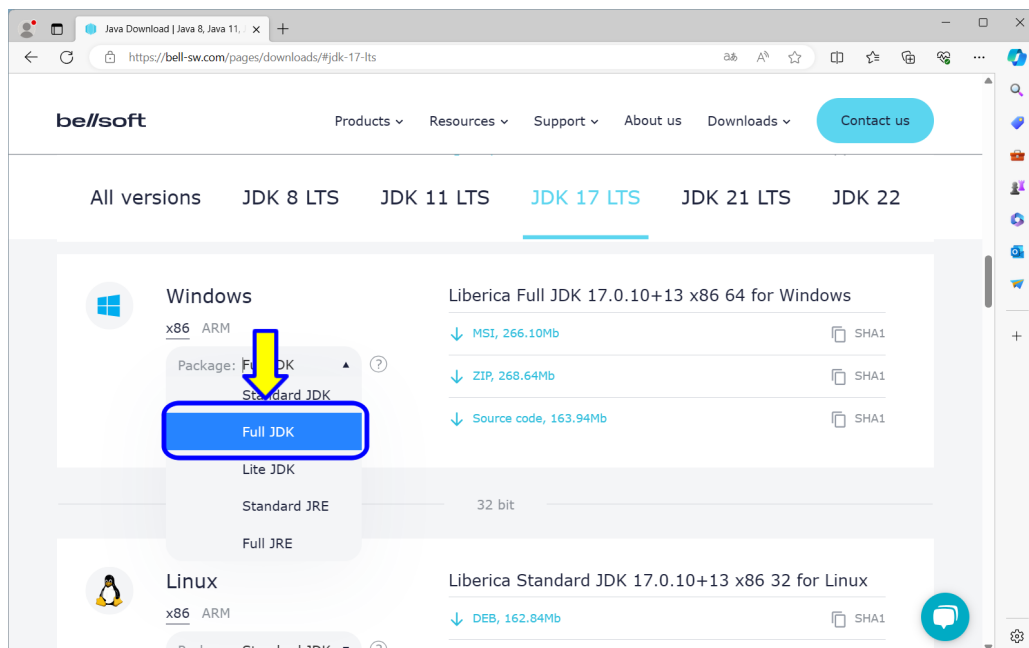 Java Download | Java 8, Java 11,
https://bell-sw.com/pages/downloads/#jdk-17-lts
be//soft
Products
Resources
Support
About us
Downloads
Contact us
All versions
JDK 8 LTS
JDK 11 LTS
JDK 17 LTS
JDK 21 LTS
JDK 22
Windows
x86 ARM
Package:
Standard JDK
Full JDK
Lite JDK
Standard JRE
Full JRE
Liberica Full JDK 17.0.10+13 x86 64 for Windows
MSI, 266.10Mb SHA1
ZIP, 268.64Mb SHA1
Source code, 163.94Mb SHA1
32 bit
Linux
x86 ARM
Liberica Standard JDK 17.0.10+13 x86 32 for Linux
DEB, 162.84Mb SHA1